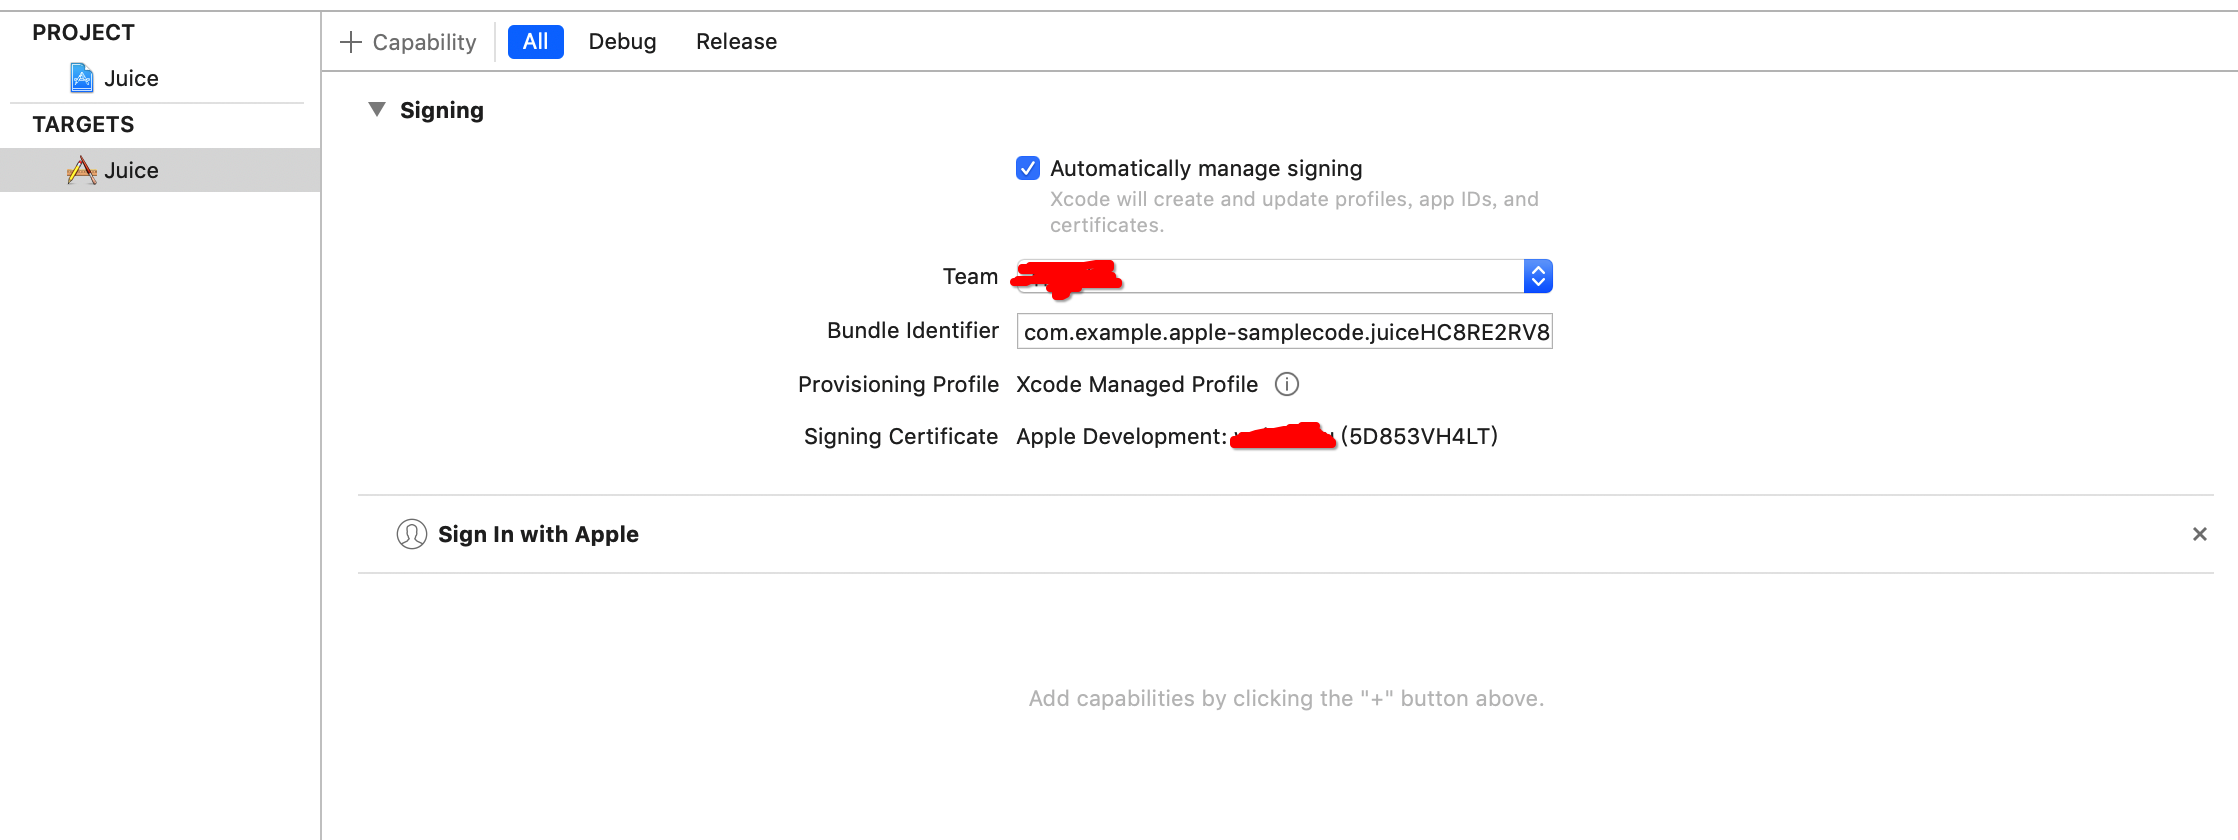 PROJECT
Juice
TARGETS
Juice
+ Capability All Debug Release
Signing
Automatically manage signing
Xcode will create and update profiles, app IDs, and
certificates.
Team
Bundle Identifier com.example.apple-samplecode.juiceHC8RE2RV8
Provisioning Profile Xcode Managed Profile
Signing Certificate Apple Development: (5D853VH4LT)
Sign In with Apple
Add capabilities by clicking the "+" button above.